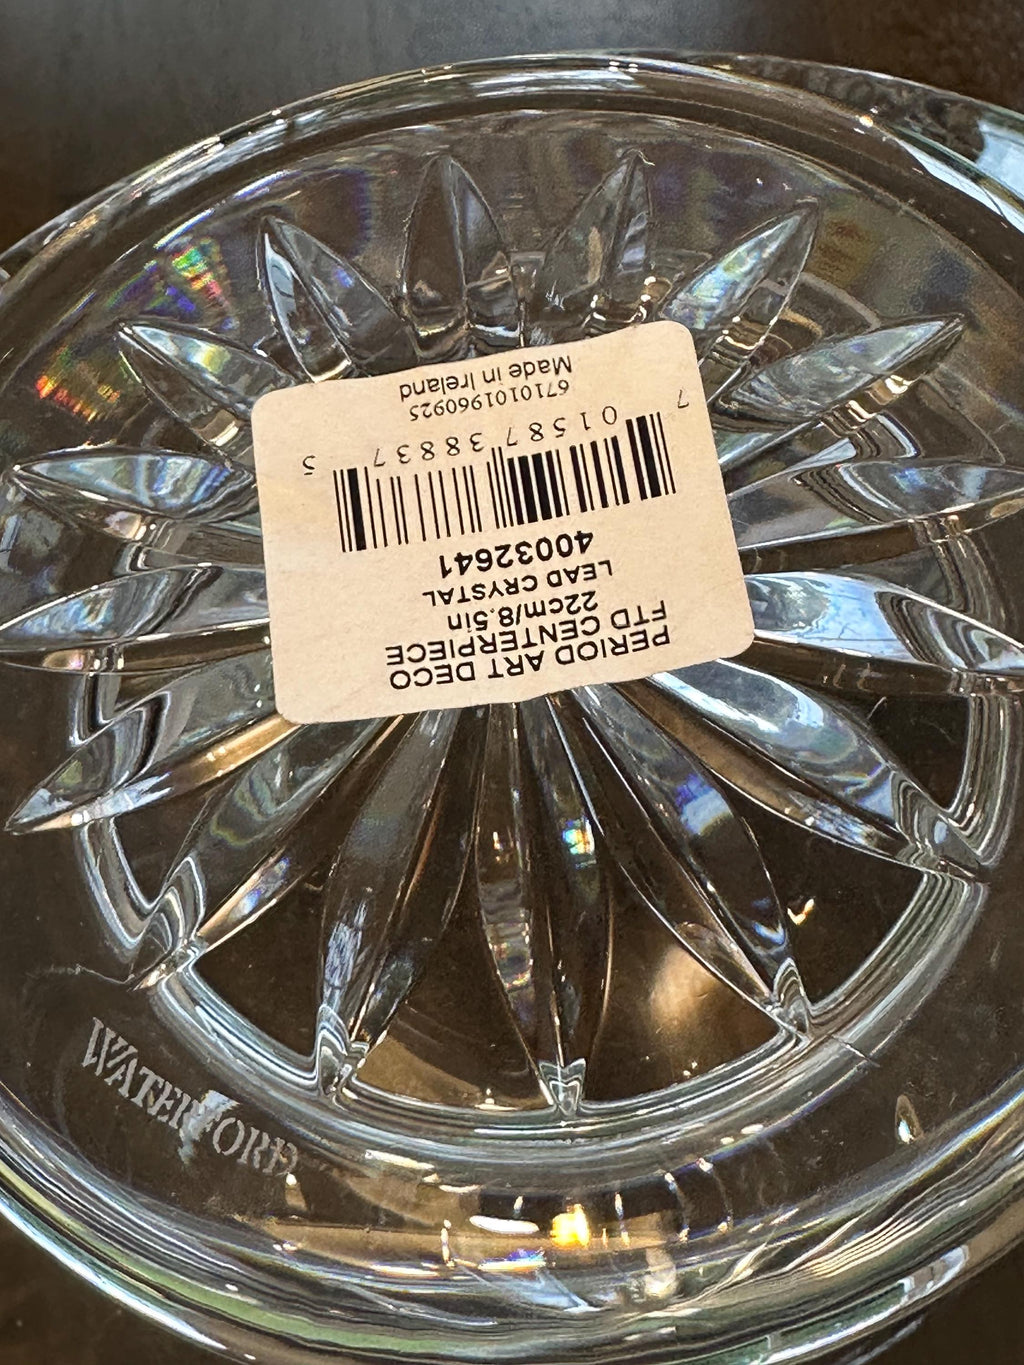 PERIOD ART DECO
FTD CENTERPIECE
22cm/8.5in
LEAD CRYSTAL
40032641
7 01587 38837 5
6710101960925
Made in Ireland
WATERFORD